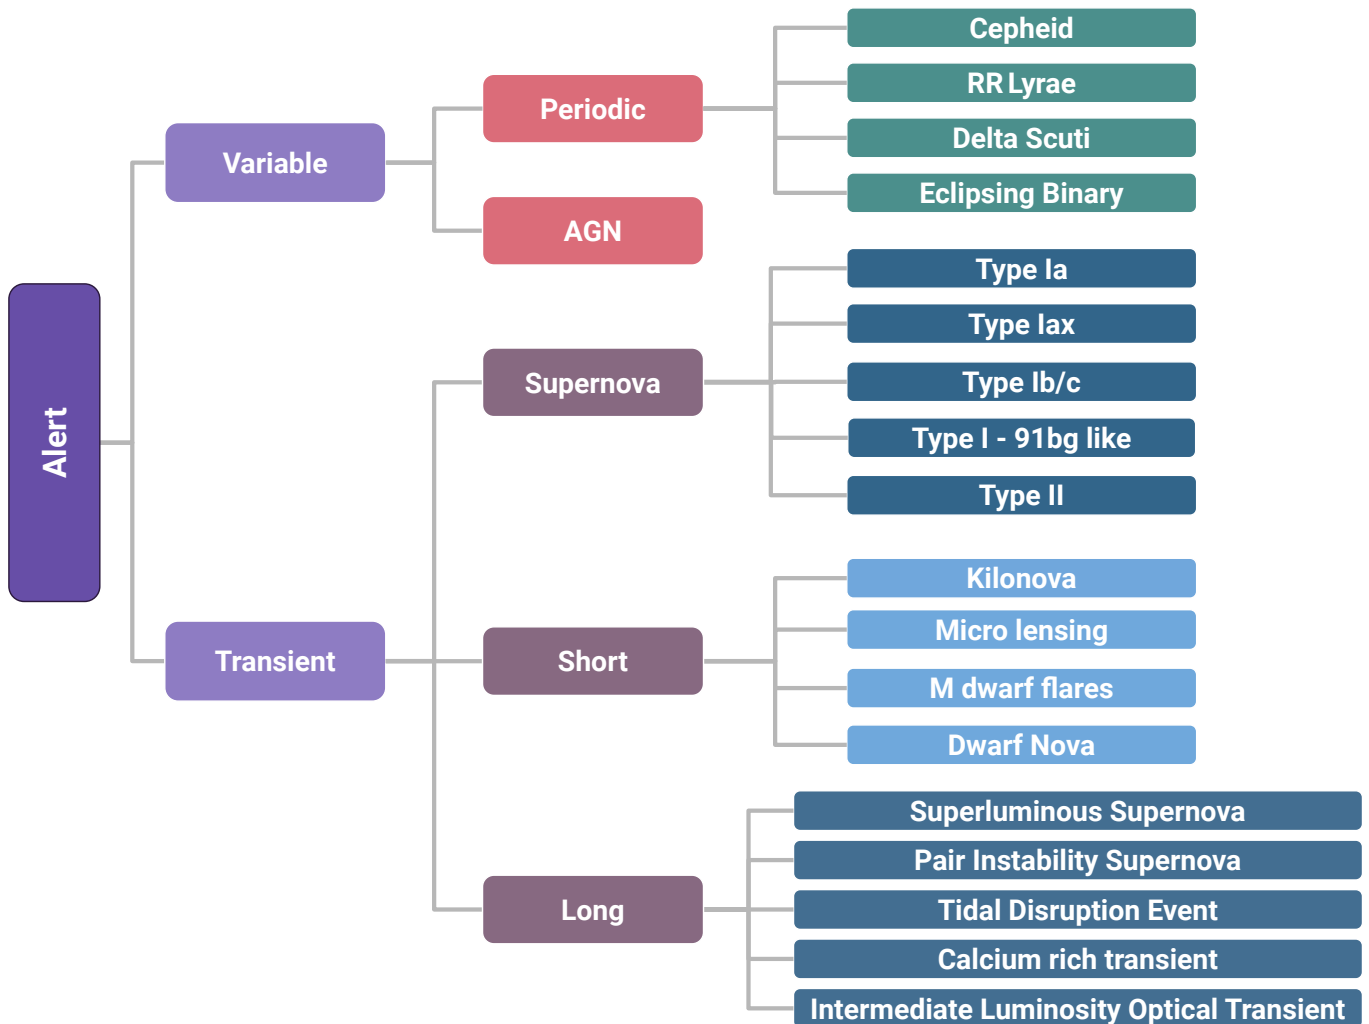 Alert
Variable
Periodic
Cepheid
RR Lyrae
Delta Scuti
Eclipsing Binary
AGN
Transient
Supernova
Type Ia
Type Iax
Type Ib/c
Type I - 91bg like
Type II
Short
Kilonova
Micro lensing
M dwarf flares
Dwarf Nova
Long
Superluminous Supernova
Pair Instability Supernova
Tidal Disruption Event
Calcium rich transient
Intermediate Luminosity Optical Transient